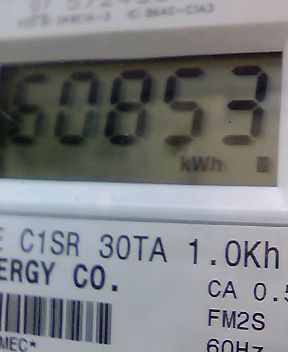 60853
kWh
E C1SR 30TA 1.0Kh
ERGY CO.
CA 0.5
FM2S
MEC*
60Hz